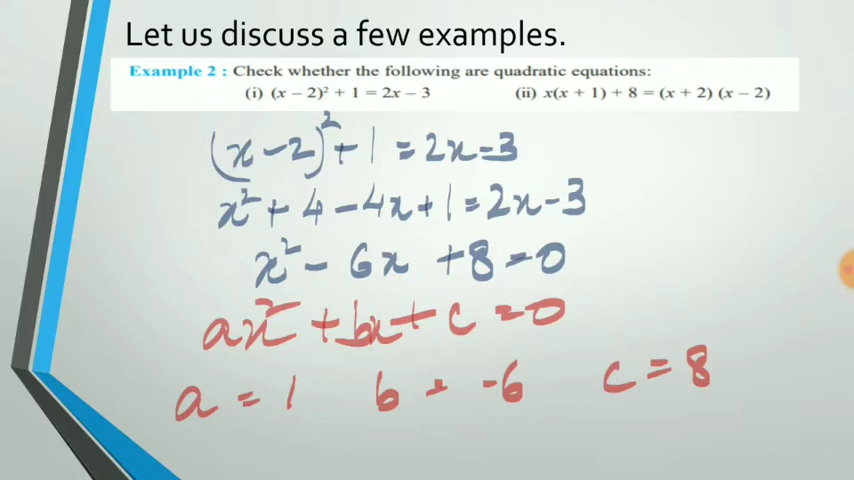 Let us discuss a few examples.
Example 2 : Check whether the following are quadratic equations:
(i) (x – 2)² + 1 = 2x – 3 (ii) x(x + 1) + 8 = (x + 2) (x – 2)
(x - 2)² + 1 = 2x - 3
x² + 4 - 4x + 1 = 2x - 3
x² - 6x + 8 = 0
ax² + bx + c = 0
a = 1 b = -6 c = 8